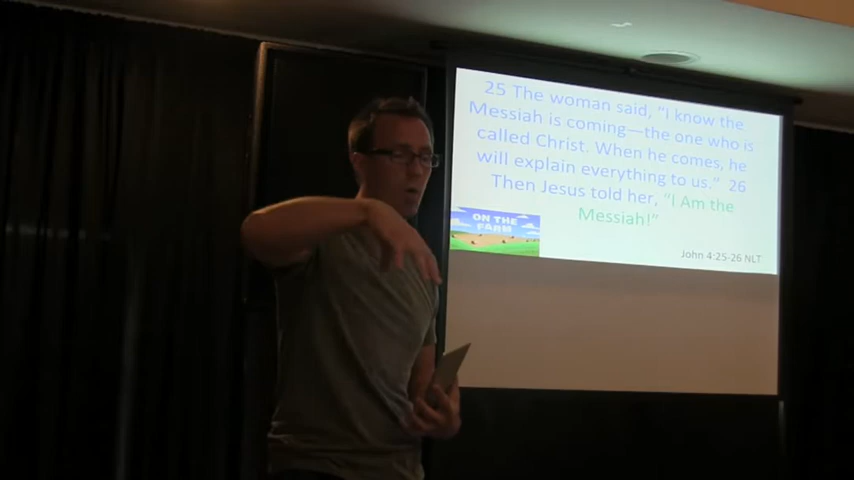 25 The woman said, “I know the
Messiah is coming—the one who is
called Christ. When he comes, he
will explain everything to us.” 26
Then Jesus told her, “I Am the
Messiah!”
ON THE
FARM
John 4:25-26 NLT